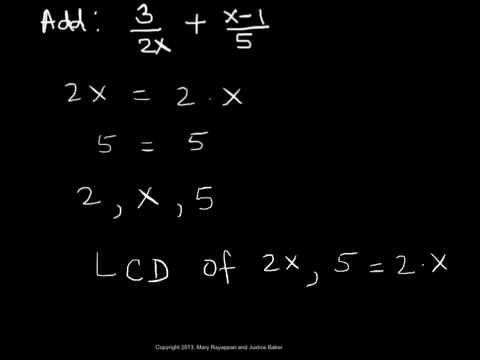 Add: 3/2x + x-1/5
2x = 2 · x
5 = 5
2, x, 5
LCD of 2x, 5 = 2 · x
Copyright 2013, Mary Rayappan and Justice Baker